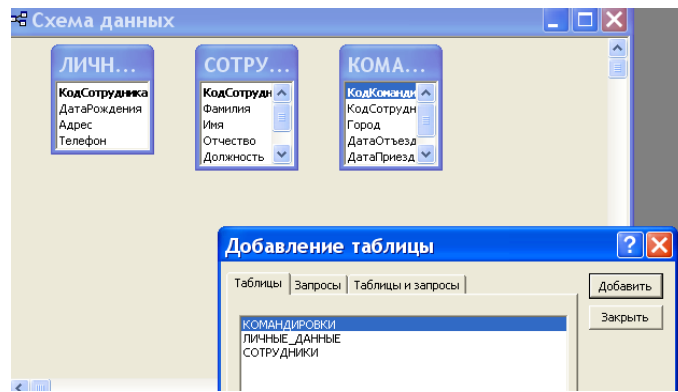 Схема данных
ЛИЧН...
КодСотрудника
ДатаРождения
Адрес
Телефон
СОТРУ...
КодСотрудн
Фамилия
Имя
Отчество
Должность
КОМА...
КодКоманди
КодСотрудн
Город
ДатаОтъезд
ДатаПриезд
Добавление таблицы
Таблицы Запросы Таблицы и запросы
КОМАНДИРОВКИ
ЛИЧНЫЕ_ДАННЫЕ
СОТРУДНИКИ
Добавить
Закрыть